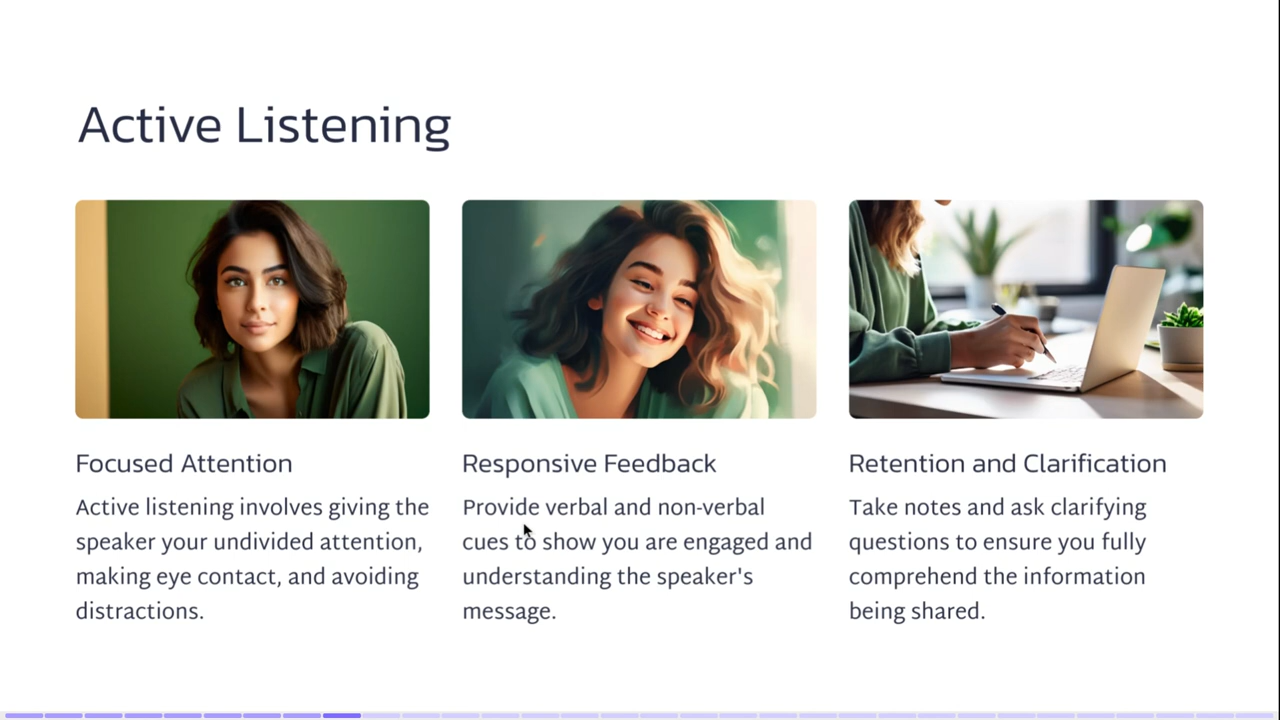 Active Listening
Focused Attention
Active listening involves giving the
speaker your undivided attention,
making eye contact, and avoiding
distractions.
Responsive Feedback
Provide verbal and non-verbal
cues to show you are engaged and
understanding the speaker's
message.
Retention and Clarification
Take notes and ask clarifying
questions to ensure you fully
comprehend the information
being shared.